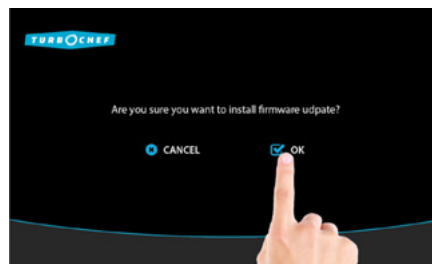 TURBOCHEF
Are you sure you want to install firmware udpate?
CANCEL
OK